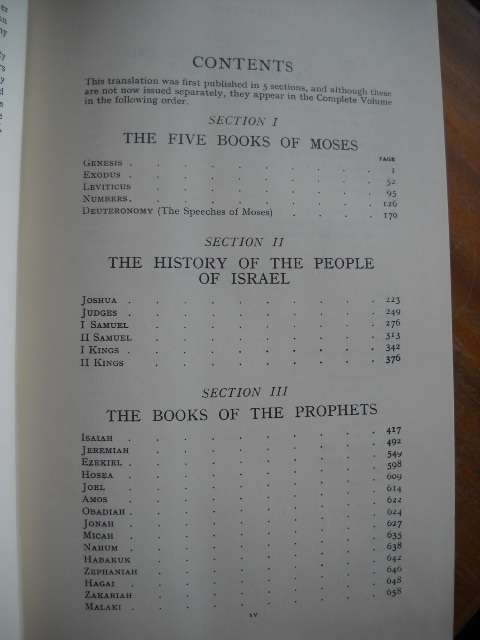 CONTENTS
This translation was first published in 5 sections, and although these
are not now issued separately, they appear in the Complete Volume
in the following order.
SECTION I
THE FIVE BOOKS OF MOSES
PAGE
GENESIS . . . . . . . . . . 1
EXODUS . . . . . . . . . . 52
LEVITICUS . . . . . . . . . 95
NUMBERS. . . . . . . . . . 126
DEUTERONOMY (The Speeches of Moses) . . . . 170
SECTION II
THE HISTORY OF THE PEOPLE
OF ISRAEL
JOSHUA . . . . . . . . . . 223
JUDGES . . . . . . . . . . 249
I SAMUEL . . . . . . . . . 276
II SAMUEL . . . . . . . . . 313
I KINGS . . . . . . . . . . 342
II KINGS . . . . . . . . . 376
SECTION III
THE BOOKS OF THE PROPHETS
ISAIAH . . . . . . . . . . 417
JEREMIAH . . . . . . . . . 492
EZEKIEL . . . . . . . . . . 549
HOSEA . . . . . . . . . . 598
JOEL . . . . . . . . . . 609
AMOS . . . . . . . . . . 614
OBADIAH . . . . . . . . . . 622
JONAH . . . . . . . . . . 624
MICAH . . . . . . . . . . 627
NAHUM . . . . . . . . . . 635
HABAKUK . . . . . . . . . 638
ZEPHANIAH . . . . . . . . . 642
HAGAI . . . . . . . . . . 646
ZAKARIAH . . . . . . . . . 648
MALAKI . . . . . . . . . . 658
xv